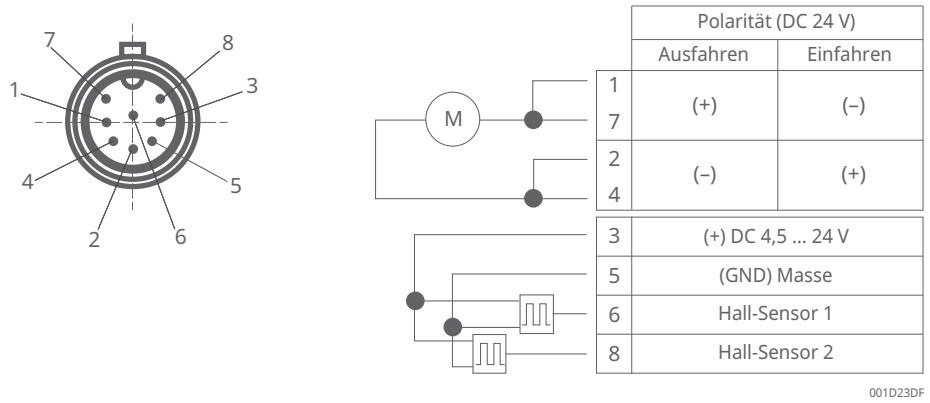 7
8
1
3
4
5
2
6
M
Polarität (DC 24 V)
Ausfahren Einfahren
1
7
(+) (–)
2
4
(–) (+)
3 (+) DC 4,5 ... 24 V
5 (GND) Masse
6 Hall-Sensor 1
8 Hall-Sensor 2
001D23DF